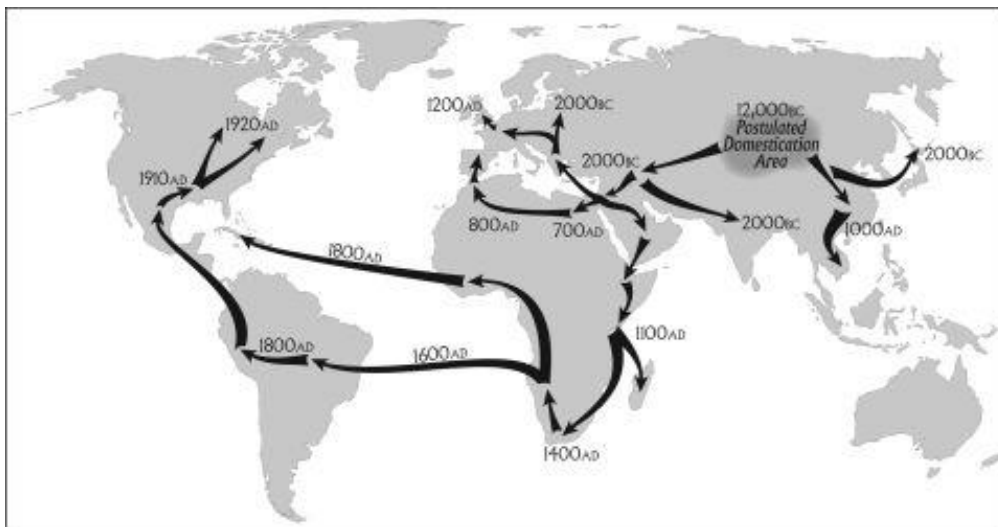 1200AD
2000BC
12,000BC
Postulated
Domestication
Area
1920AD
2000BC
2000BC
1910AD
800AD
700AD
2000BC
1000AD
1800AD
1100AD
1800AD
1600AD
1400AD